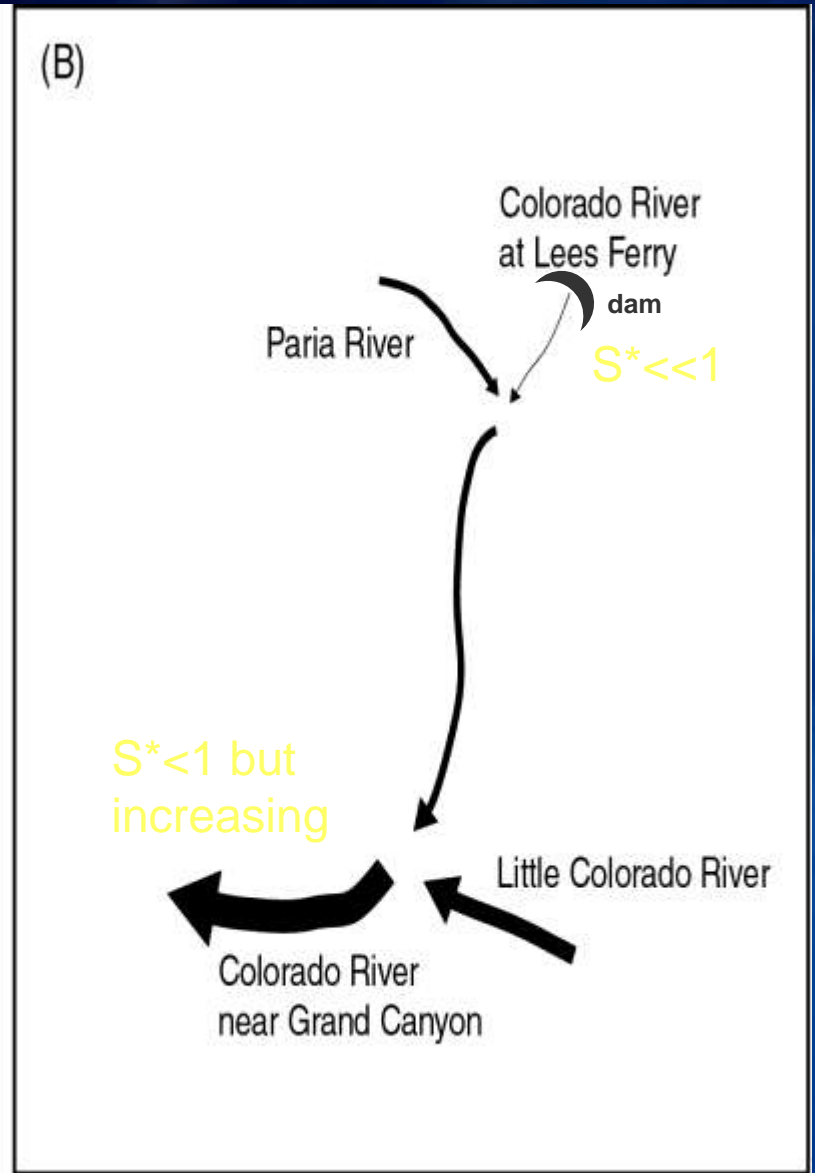 (B)
Colorado River
at Lees Ferry
dam
Paria River
S*<<1
S*<1 but
increasing
Little Colorado River
Colorado River
near Grand Canyon